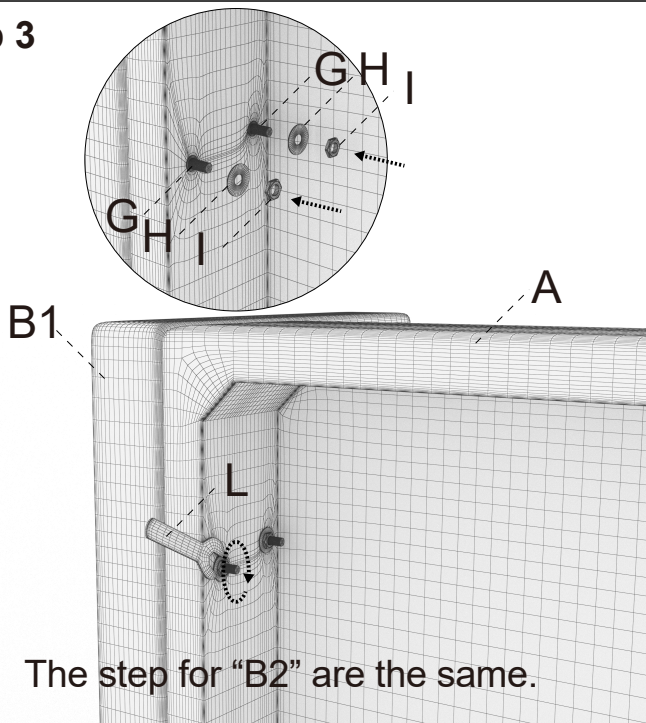 3
G H I
G H I
B1
A
L
The step for “B2” are the same.